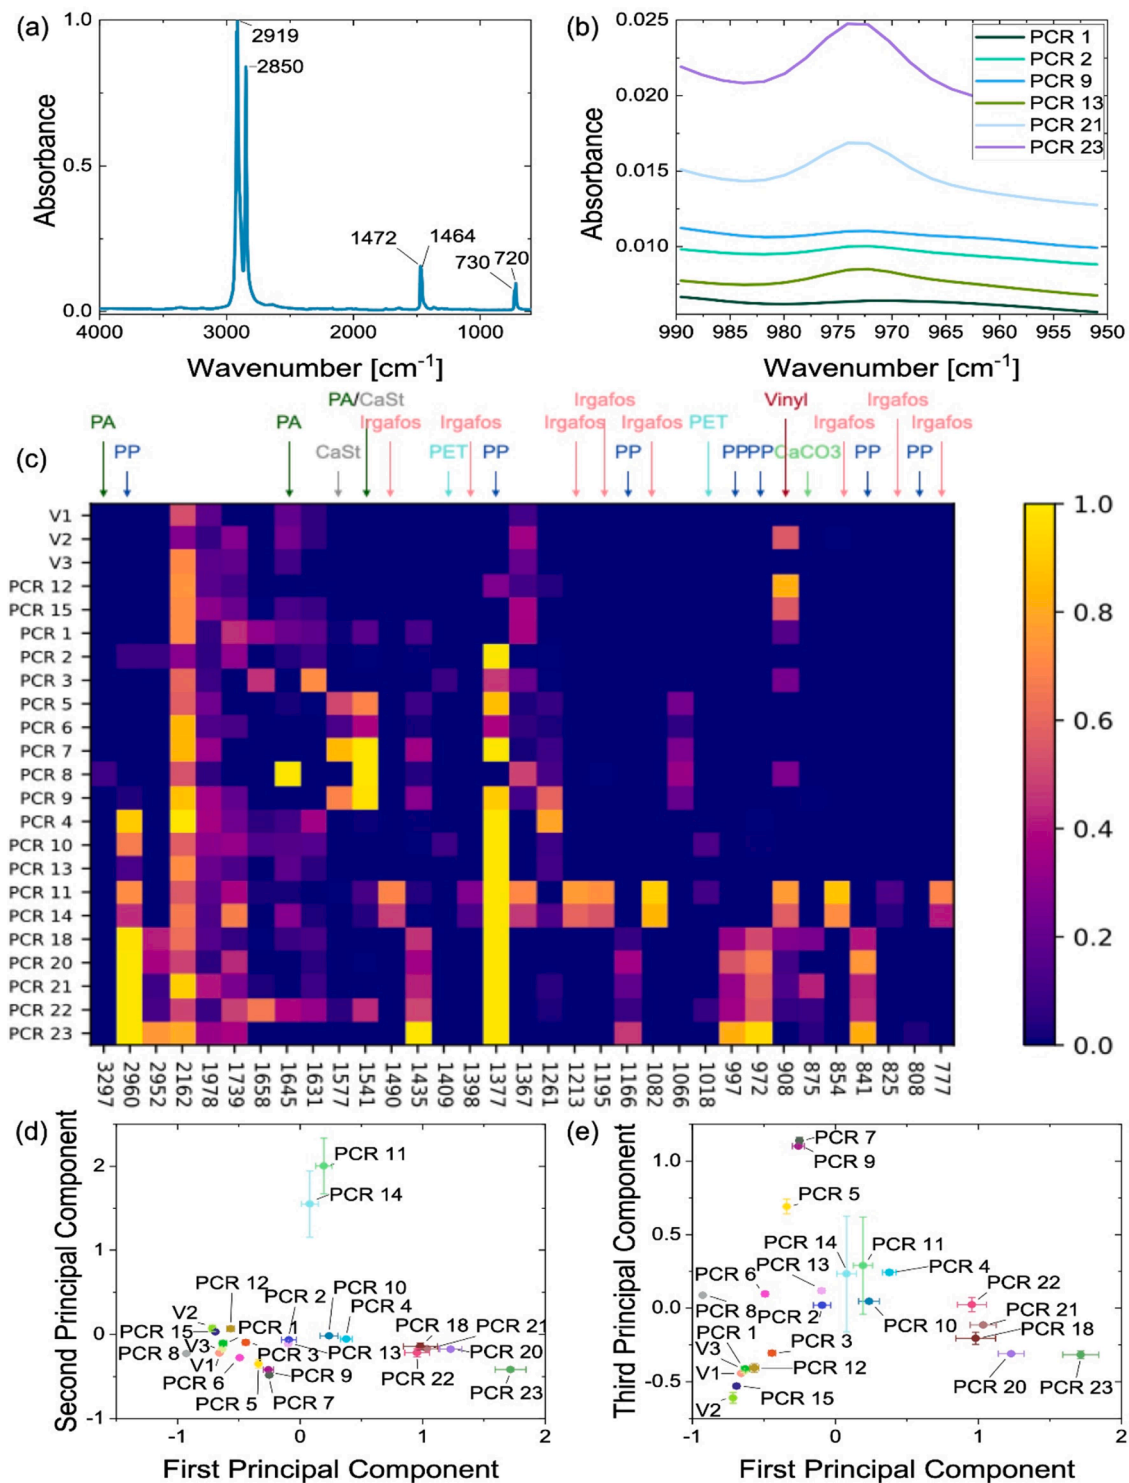 (a)
1.0
0.5
0.0
2919
2850
1472
1464
730
720
4000
3000
2000
1000
Absorbance
Wavenumber [cm-1]
(b)
0.025
0.020
0.015
0.010
PCR 1
PCR 2
PCR 9
PCR 13
PCR 21
PCR 23
990 985 980 975 970 965 960 955 950
Absorbance
Wavenumber [cm-1]
(c)
PA/CaSt Irgafos Vinyl Irgafos
PA PA Irgafos Irgafos Irgafos Irgafos PET Irgafos Irgafos
PP CaSt PET PP PP PP PP CaCO3 PP PP
V1
V2
V3
PCR 12
PCR 15
PCR 1
PCR 2
PCR 3
PCR 5
PCR 6
PCR 7
PCR 8
PCR 9
PCR 4
PCR 10
PCR 13
PCR 11
PCR 14
PCR 18
PCR 20
PCR 21
PCR 22
PCR 23
3297 2960 2952 2162 1978 1739 1658 1645 1631 1577 1541 1490 1435 1409 1398 1377 1367 1261 1213 1195 1166 1082 1066 1018 997 972 908 875 854 841 825 808 777
1.0
0.8
0.6
0.4
0.2
0.0
(d)
2
1
0
-1
PCR 11
PCR 14
PCR 12
PCR 2
PCR 10
V2
PCR 4
PCR 18
PCR 21
PCR 15
V3
PCR 1
PCR 8
V1
PCR 3
PCR 13
PCR 20
PCR 6
PCR 9
PCR 22
PCR 5
PCR 7
PCR 23
-1 0 1 2
Second Principal Component
First Principal Component
(e)
1.0
0.5
0.0
-0.5
PCR 7
PCR 9
PCR 5
PCR 14
PCR 11
PCR 13
PCR 4
PCR 6
PCR 22
PCR 8
PCR 2
PCR 21
PCR 1
PCR 10
PCR 18
V3
PCR 3
V1
PCR 12
PCR 15
PCR 20
PCR 23
V2
-1 0 1 2
Third Principal Component
First Principal Component